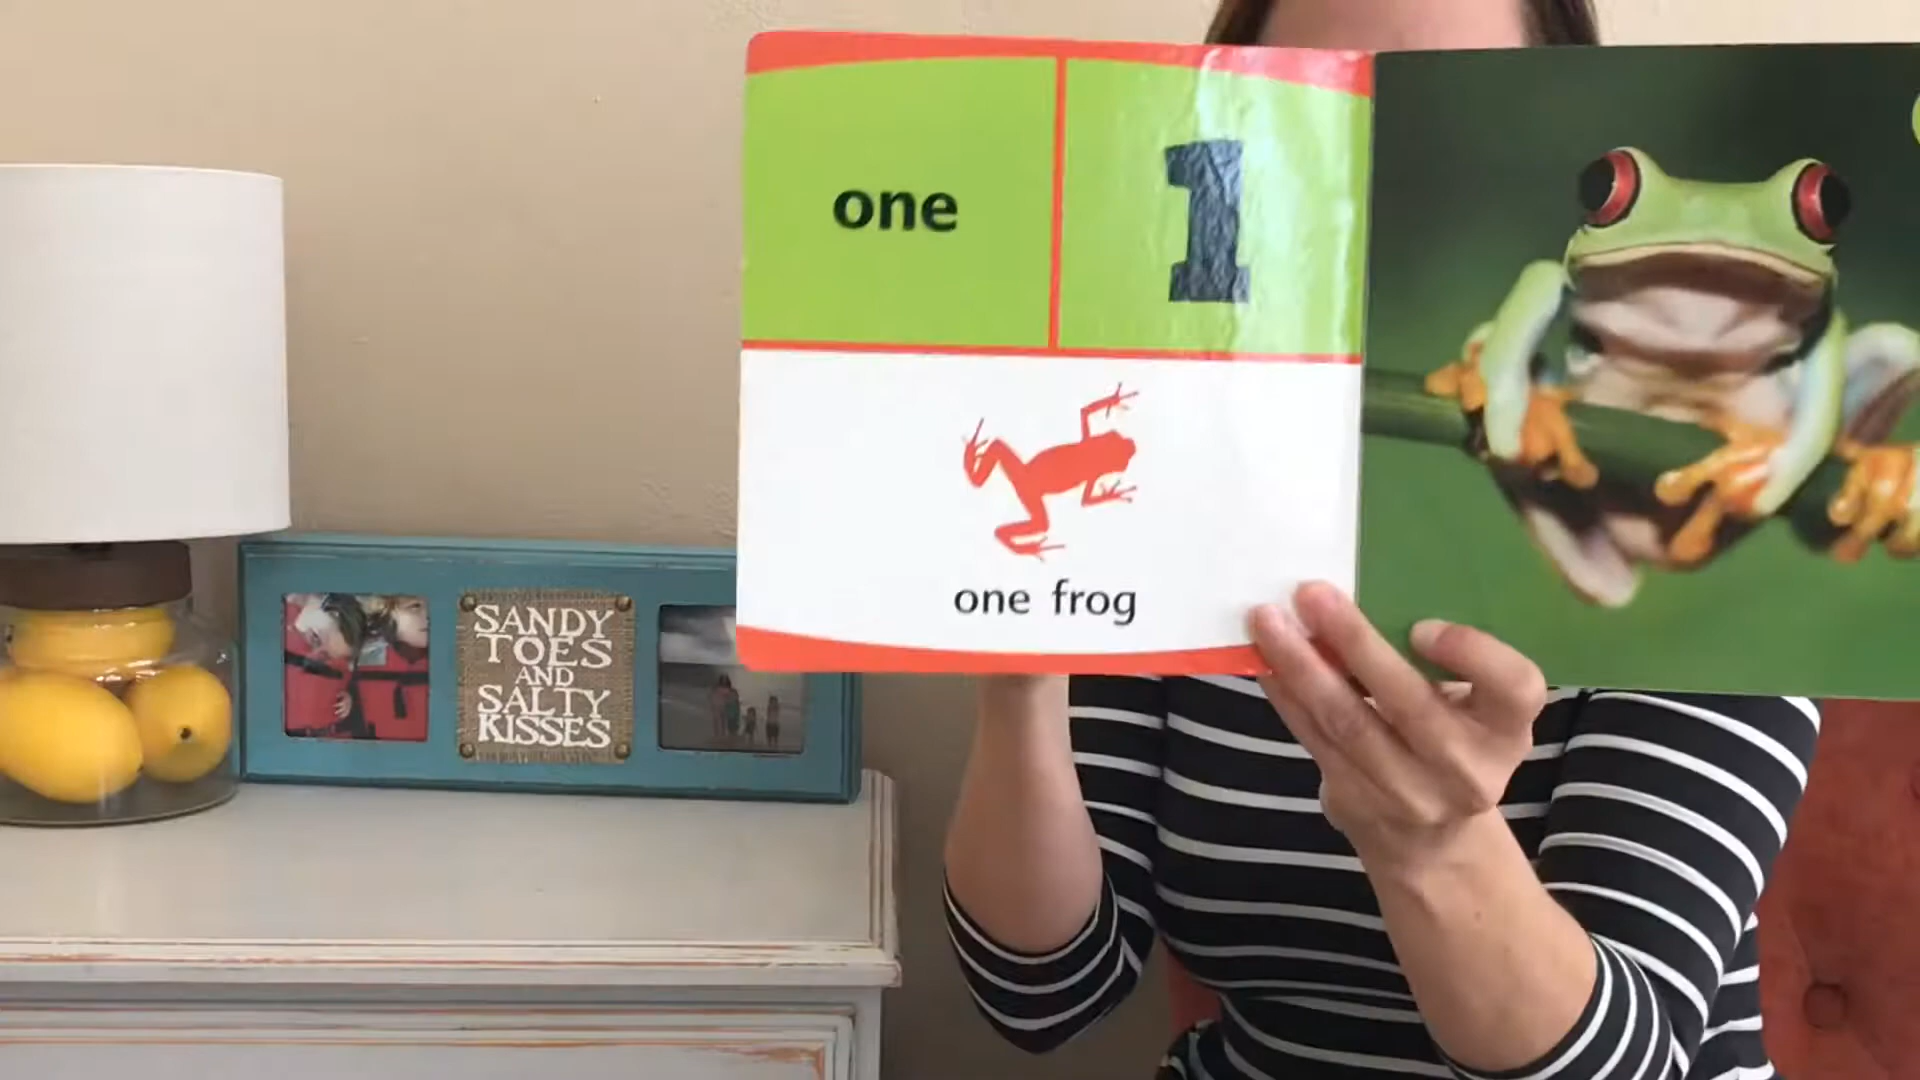 one
1
one frog
SANDY
TOES
AND
SALTY
KISSES